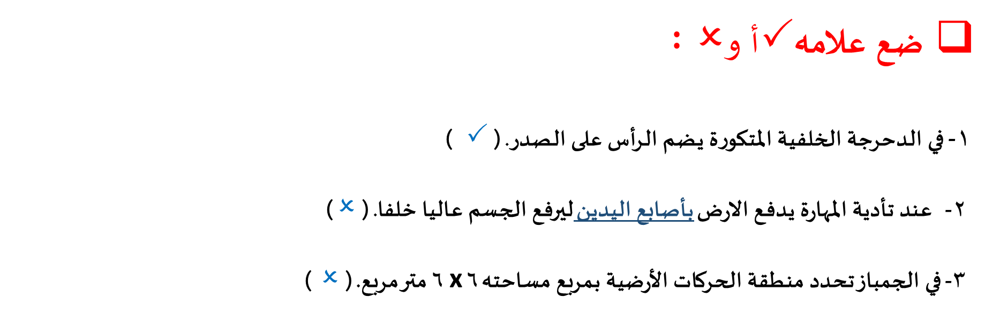 ❑ ضع علامه ✓ أ و × :
١- في الدحرجة الخلفية المتكورة يضم الرأس على الصدر. ( ✓ )
٢- عند تأدية المهارة يدفع الارض بأصابع اليدين ليرفع الجسم عاليا خلفا. ( × )
٣- في الجمباز تحدد منطقة الحركات الأرضية بمربع مساحته ٦ x ٦ متر مربع. ( × )